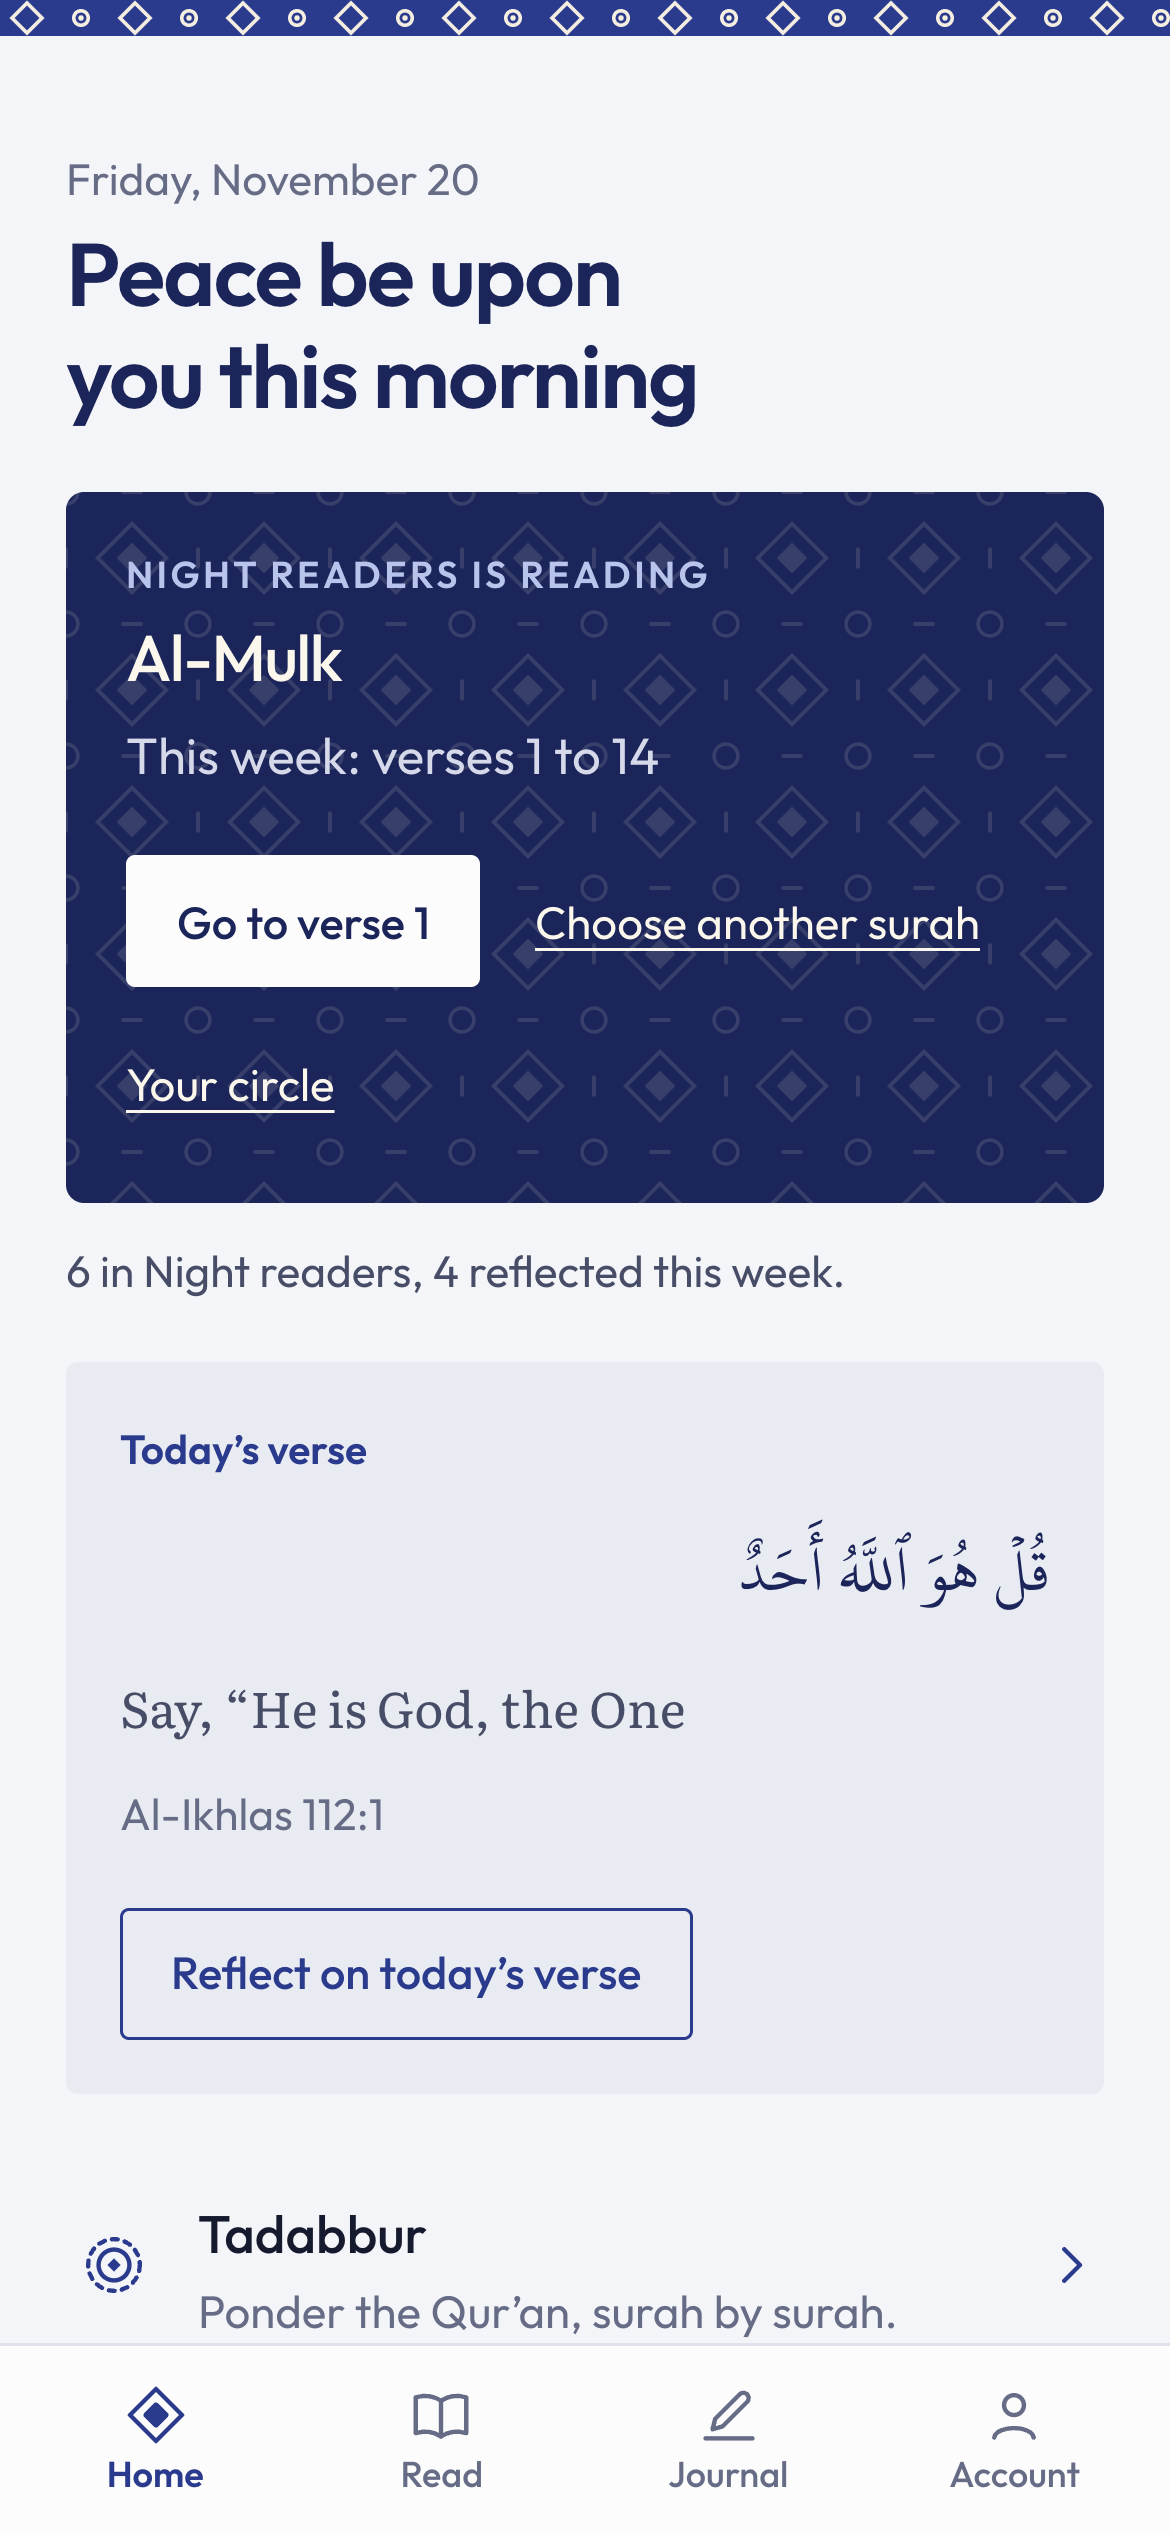 Friday, November 20
Peace be upon
you this morning
NIGHT READERS IS READING
Al-Mulk
This week: verses 1 to 14
Go to verse 1
Choose another surah
Your circle
6 in Night readers, 4 reflected this week.
Today’s verse
قُلْ هُوَ ٱللَّهُ أَحَدٌ
Say, “He is God, the One
Al-Ikhlas 112:1
Reflect on today’s verse
Tadabbur
Ponder the Qur’an, surah by surah.
Home
Read
Journal
Account